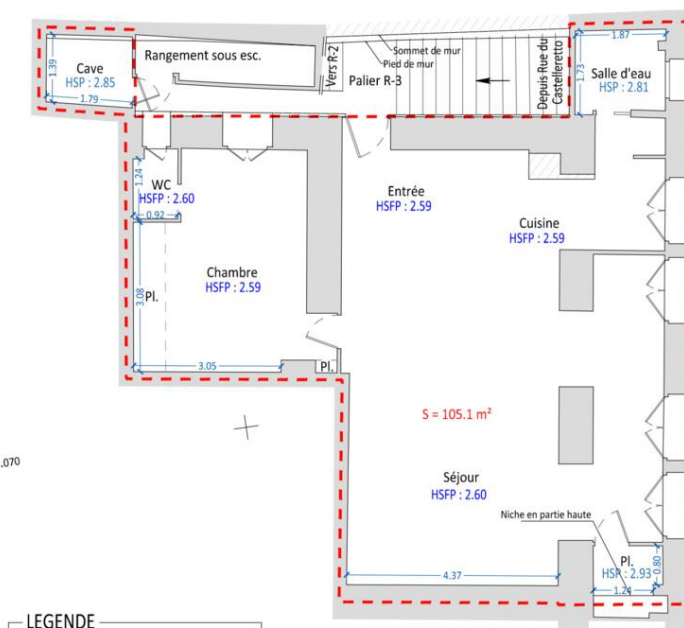 1.87
Sommet de mur
Pied de mur
Rangement sous esc.
Vers R-2
Palier R-3
Depuis Rue du
Castelleretto
1.39
Cave
HSP : 2.85
1.79
1.73
Salle d'eau
HSP : 2.81
1.24
WC
HSFP : 2.60
0.92
Entrée
HSFP : 2.59
Cuisine
HSFP : 2.59
Chambre
HSFP : 2.59
3.08
Pl.
3.05
Pl.
S = 105.1 m²
.070
Séjour
HSFP : 2.60
Niche en partie haute
Pl.
HSP : 2.93
0.80
1.24
4.37
LEGENDE